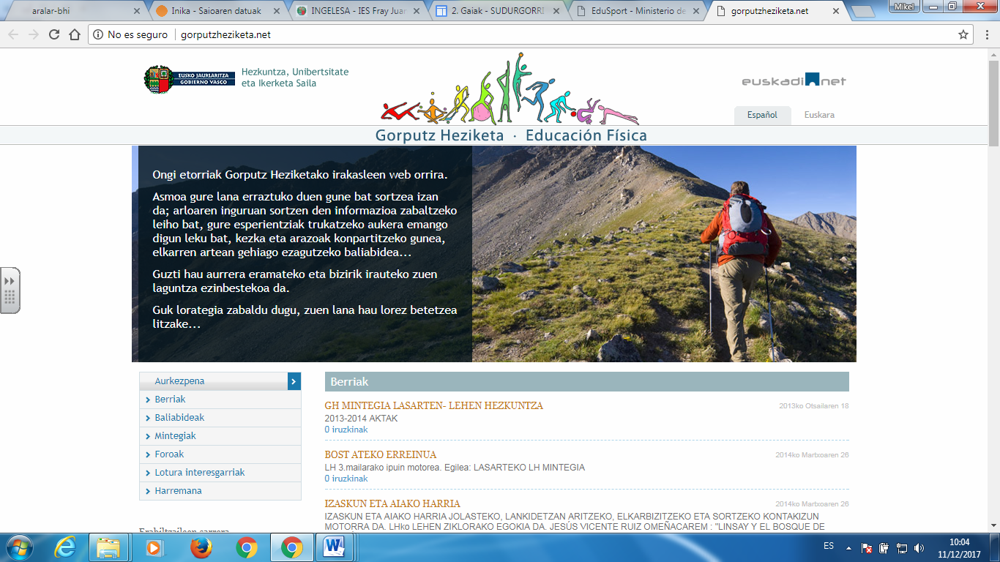 aralar-bhi
Inika - Saioaren datuak
INGELESA - IES Fray Juan
2. Gaiak - SUDURGORRI
EduSport - Ministerio de
gorputzheziketa.net
Mikel
No es seguro
gorputzheziketa.net
EUSKO JAURLARITZA
GOBIERNO VASCO
Hezkuntza, Unibertsitate
eta Ikerketa Saila
euskadi net
Español
Euskara
Gorputz Heziketa · Educación Física
Ongi etorriak Gorputz Heziketako irakasleen web orrira.
Asmoa gure lana erraztuko duen gune bat sortzea izan
da; arloaren inguruan sortzen den informazioa zabaltzeko
leiho bat, gure esperientziak trukatzeko aukera emango
digun leku bat, kezka eta arazoak konpartitzeko gunea,
elkarren artean gehiago ezagutzeko baliabidea...
Guzti hau aurrera eramateko eta bizirik irauteko zuen
laguntza ezinbestekoa da.
Guk lorategia zabaldu dugu, zuen lana hau lorez betetzea
litzake...
Aurkezpena
Berriak
Baliabideak
Mintegiak
Foroak
Lotura interesgarriak
Harremana
Erabiltzaileen sarrera
Berriak
GH MINTEGIA LASARTEN- LEHEN HEZKUNTZA
2013ko Otsailaren 18
2013-2014 AKTAK
0 iruzkinak
BOST ATEKO ERREINUA
2014ko Martxoaren 26
LH 3.mailarako ipuin motorea. Egilea: LASARTEKO LH MINTEGIA
0 iruzkinak
IZASKUN ETA AIAKO HARRIA
2014ko Martxoaren 26
IZASKUN ETA AIAKO HARRIA JOLASTEKO, LANKIDETZAN ARITZEKO, ELKARBIZITZEKO ETA SORTZEKO KONTAKIZUN
MOTORRA DA. LHko LEHEN ZIKLORAKO EGOKIA DA. JESÚS VICENTE RUIZ OMEÑACAREM : "LINSAY Y EL BOSQUE DE
ES
10:04
11/12/2017